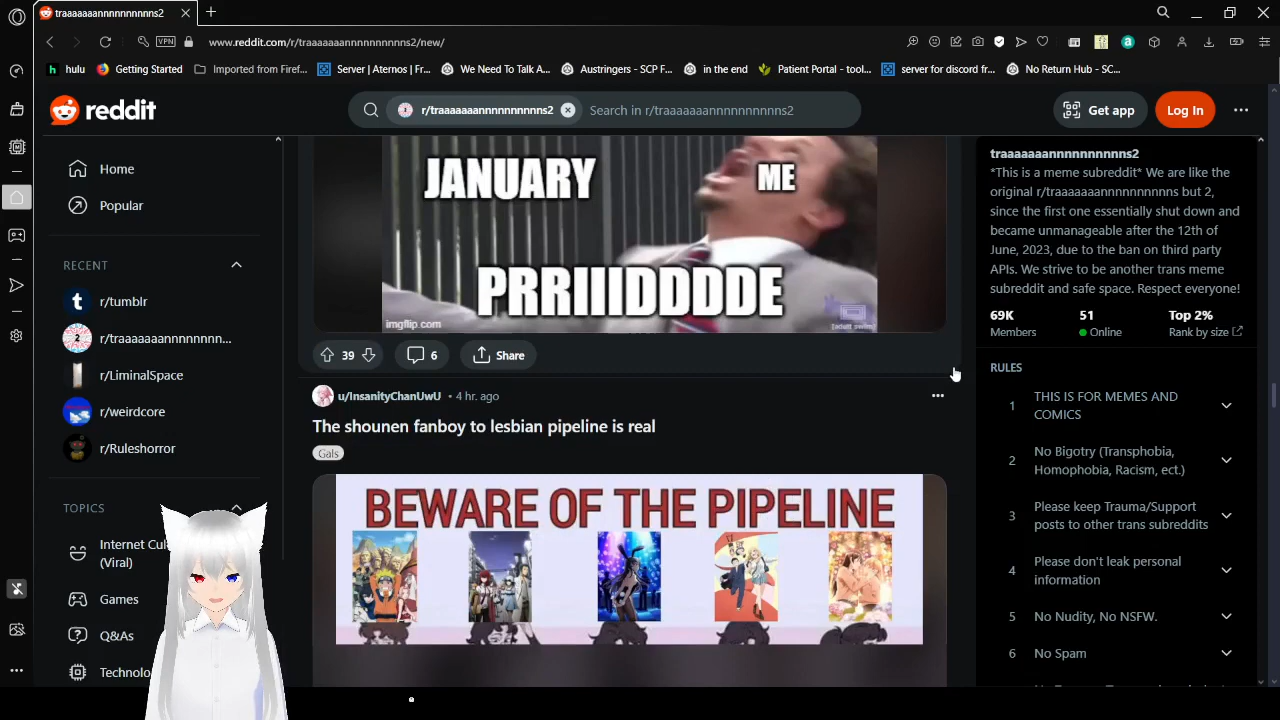 traaaaaaannnnnnnnnns2
VPN
www.reddit.com/r/traaaaaaannnnnnnnnns2/new/
hulu
Getting Started
Imported from Firef...
Server | Aternos | Fr...
We Need To Talk A...
Austringers - SCP F...
in the end
Patient Portal - tool...
server for discord fr...
No Return Hub - SC...
reddit
r/traaaaaaannnnnnnnnns2
Search in r/traaaaaaannnnnnnnnns2
Get app
Log In
Home
Popular
RECENT
r/tumblr
r/traaaaaaannnnnnn...
r/LiminalSpace
r/weirdcore
r/Ruleshorror
TOPICS
Internet Cul
(Viral)
Games
Q&As
Technolo
JANUARY
ME
PRRIIIDDDDE
imgflip.com
[adult swim]
39
6
Share
u/InsanityChanUwU
• 4 hr. ago
The shounen fanboy to lesbian pipeline is real
Gals
BEWARE OF THE PIPELINE
traaaaaaannnnnnnnnns2
*This is a meme subreddit* We are like the
original r/traaaaaaannnnnnnnnns but 2,
since the first one essentially shut down and
became unmanageable after the 12th of
June, 2023, due to the ban on third party
APIs. We strive to be another trans meme
subreddit and safe space. Respect everyone!
69K
Members
51
Online
Top 2%
Rank by size
RULES
1
THIS IS FOR MEMES AND
COMICS
2
No Bigotry (Transphobia,
Homophobia, Racism, ect.)
3
Please keep Trauma/Support
posts to other trans subreddits
4
Please don't leak personal
information
5
No Nudity, No NSFW.
6
No Spam